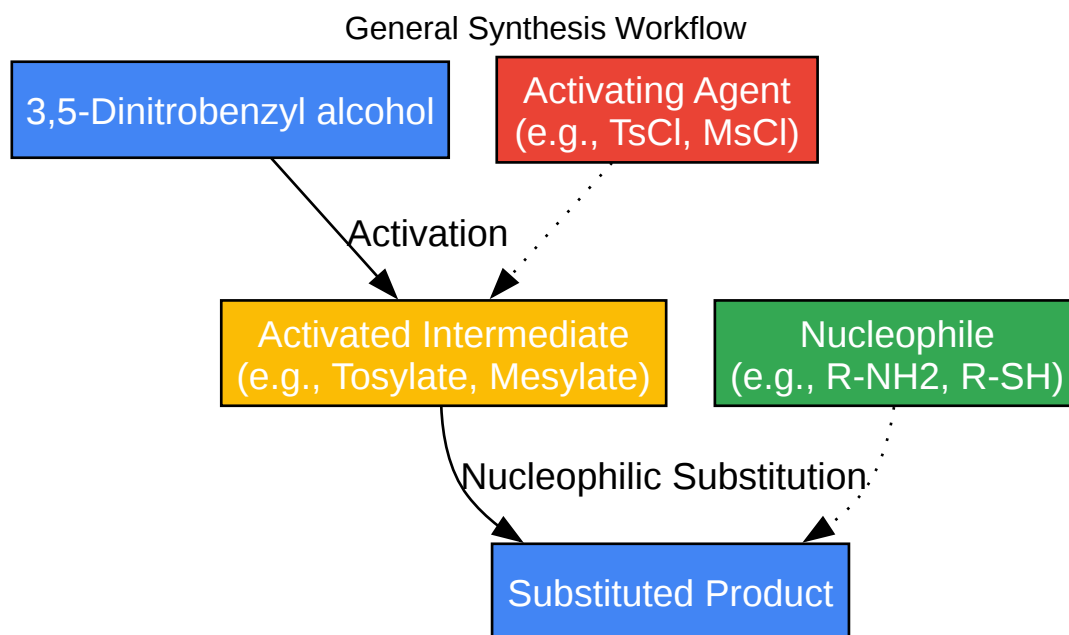 General Synthesis Workflow
3,5-Dinitrobenzyl alcohol
Activating Agent
(e.g., TsCl, MsCl)
Activation
Activated Intermediate
(e.g., Tosylate, Mesylate)
Nucleophile
(e.g., R-NH2, R-SH)
Nucleophilic Substitution
Substituted Product